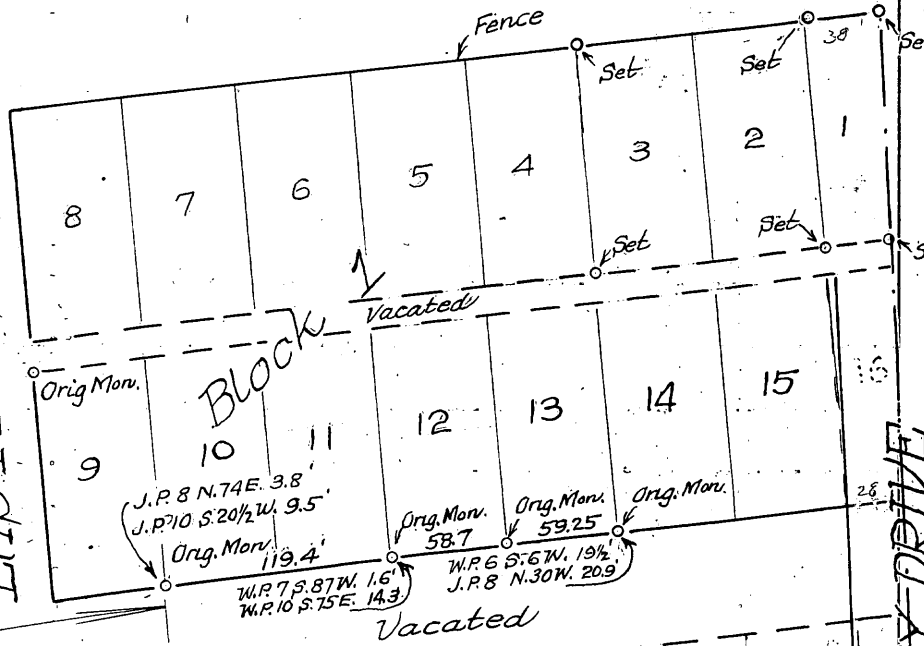 Fence
Set
Set
38'
8
7
6
5
4
3
2
1
Set
Set
Block 1
Vacated
Orig Mon.
9
10
11
12
13
14
15
16
28
J.P. 8 N.74E. 3.8'
J.P. 10 S.20½W. 9.5'
Orig. Mon.
119.4'
Orig. Mon.
58.7
Orig. Mon.
59.25
Orig. Mon.
W.P. 7 S.87W. 1.6'
W.P. 10 S.75E. 14.3'
W.P. 6 S.6W. 19½'
J.P. 8 N.30W. 20.9'
Vacated
DRIVE